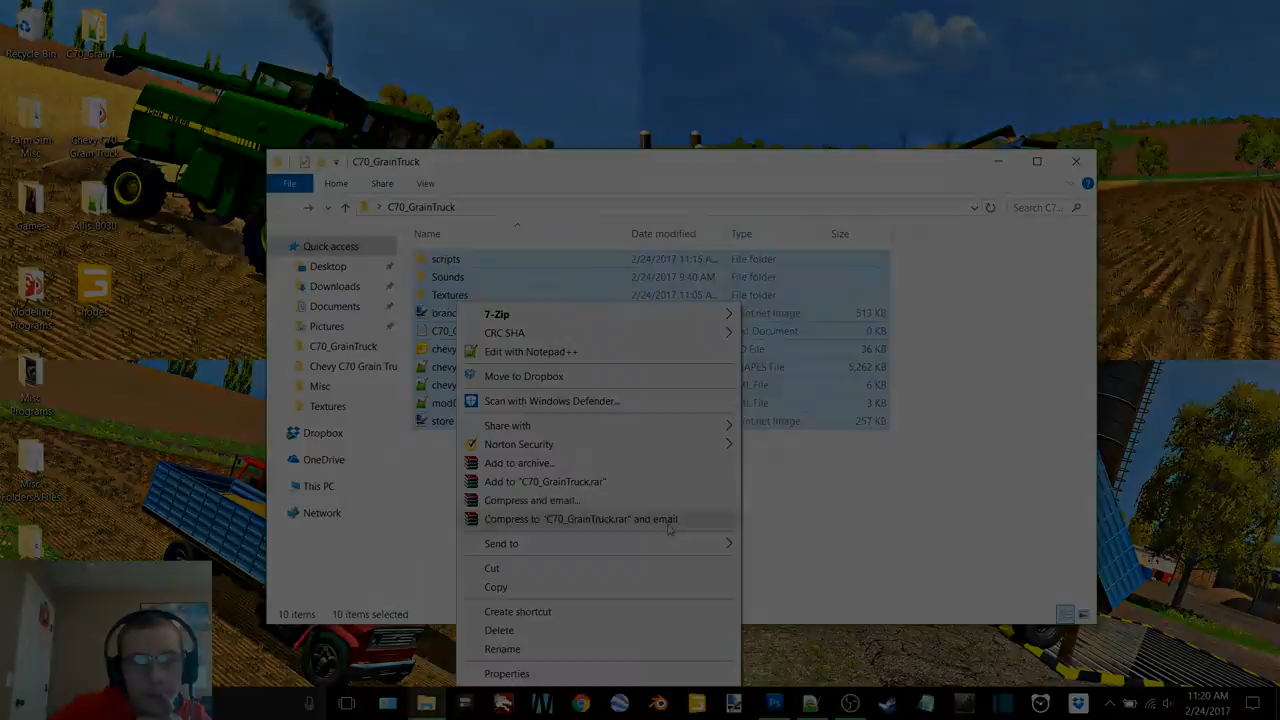 Recycle Bin
C70_GrainT...
JOHN DEERE
Farm Sim
Misc
Chevy C70
Grain Truck
Games
Allis-8030
Modeling
Programs
nodes
Misc
Programs
Misc
Folders&Files
C70_GrainTruck
File
Home
Share
View
C70_GrainTruck
Search C7...
Name
Date modified
Type
Size
Quick access
Desktop
Downloads
Documents
Pictures
C70_GrainTruck
Chevy C70 Grain Tru
Misc
Textures
Dropbox
OneDrive
This PC
Network
scripts
2/24/2017 11:15 A...
File folder
Sounds
2/24/2017 9:40 AM
File folder
Textures
2/24/2017 11:05 A...
File folder
513 KB
0 KB
36 KB
5,262 KB
6 KB
3 KB
store
257 KB
7-Zip
CRC SHA
Edit with Notepad++
Move to Dropbox
Scan with Windows Defender...
Share with
Norton Security
Add to archive...
Add to "C70_GrainTruck.rar"
Compress and email...
Compress to "C70_GrainTruck.rar" and email
Send to
Cut
Copy
Create shortcut
Delete
Rename
Properties
10 items
10 items selected
11:20 AM
2/24/2017